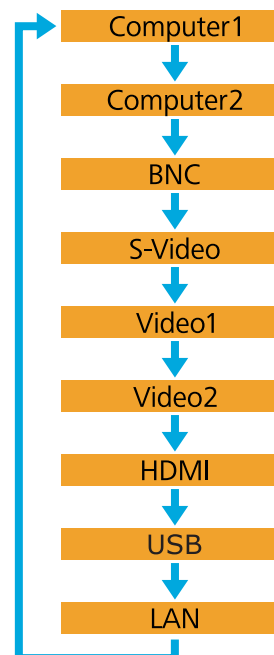 Computer1
Computer2
BNC
S-Video
Video1
Video2
HDMI
USB
LAN